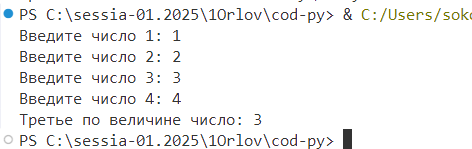 PS C:\sessia-01.2025\1Orlov\cod-py> & C:/Users/soko
Введите число 1: 1
Введите число 2: 2
Введите число 3: 3
Введите число 4: 4
Третье по величине число: 3
PS C:\sessia-01.2025\1Orlov\cod-py>